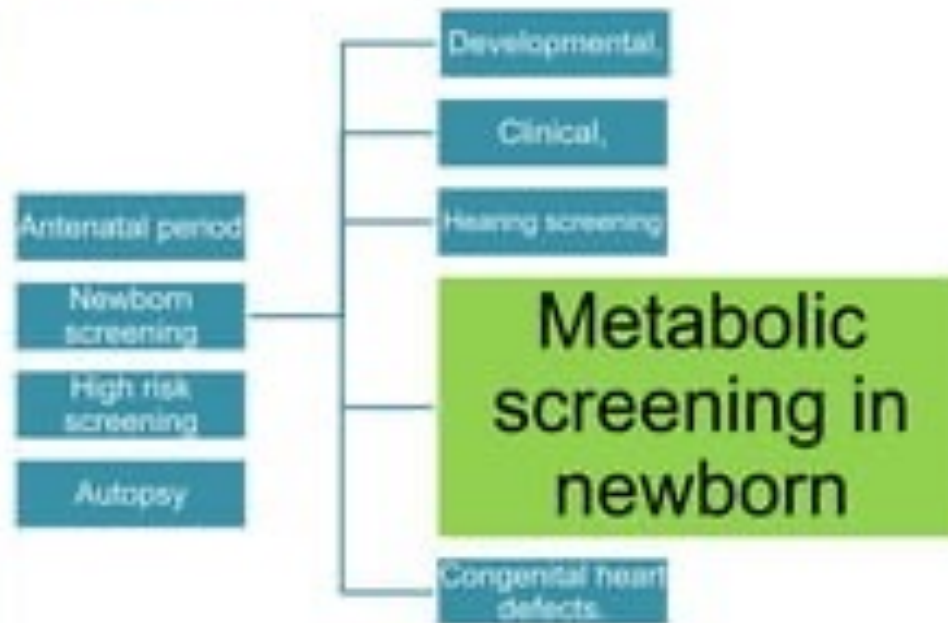 Antenatal period
Newborn
screening
High risk
screening
Autopsy
Developmental.
Clinical,
Hearing screening
Metabolic
screening in
newborn
Congenital heart
defects.